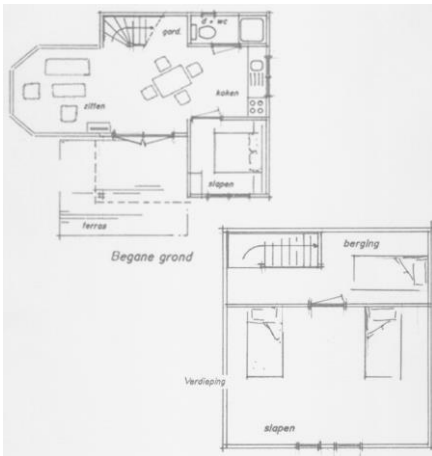 d + wc
gard.
zitten
koken
slapen
terras
Begane grond
berging
Verdieping
slapen